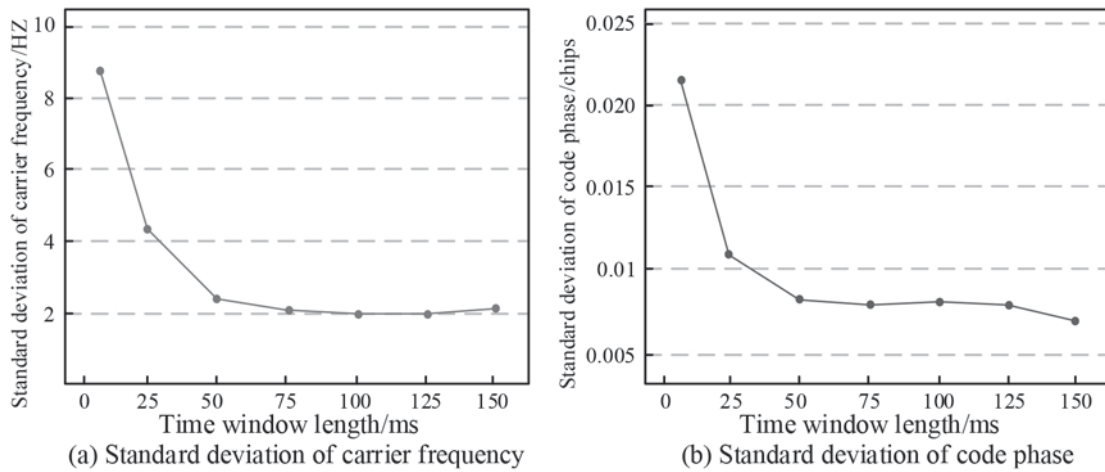 Standard deviation of carrier frequency/HZ
10
8
6
4
2
0 25 50 75 100 125 150
Time window length/ms
(a) Standard deviation of carrier frequency
Standard deviation of code phase/chips
0.025
0.020
0.015
0.01
0.005
0 25 50 75 100 125 150
Time window length/ms
(b) Standard deviation of code phase